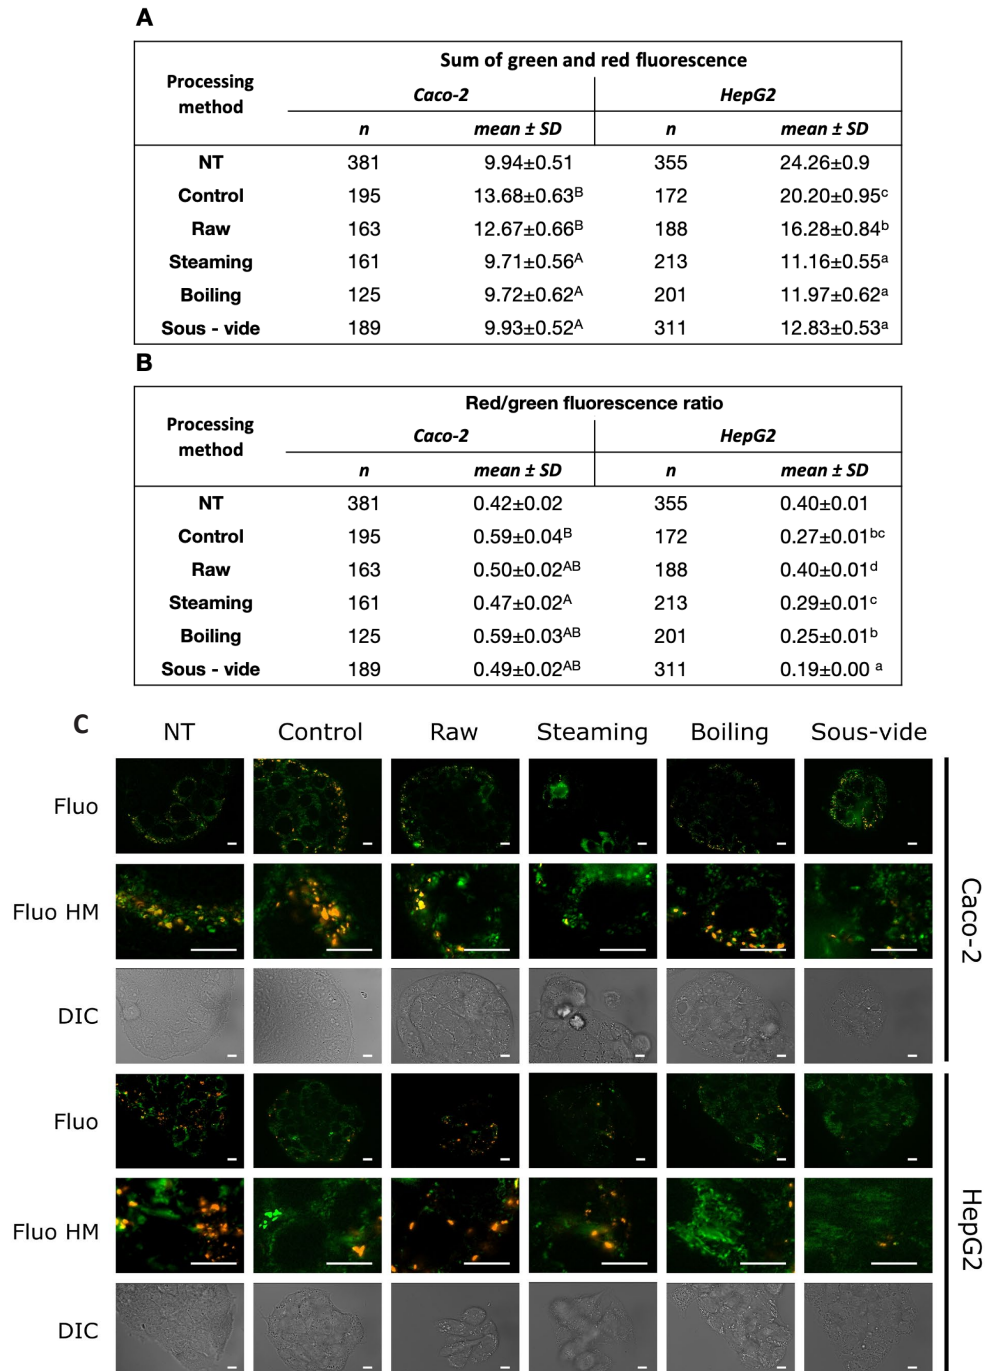 A
Sum of green and red fluorescence
Processing method
Caco-2 HepG2
n mean ± SD n mean ± SD
NT 381 9.94±0.51 355 24.26±0.9
Control 195 13.68±0.63B 172 20.20±0.95c
Raw 163 12.67±0.66B 188 16.28±0.84b
Steaming 161 9.71±0.56A 213 11.16±0.55a
Boiling 125 9.72±0.62A 201 11.97±0.62a
Sous - vide 189 9.93±0.52A 311 12.83±0.53a
B
Red/green fluorescence ratio
Processing method
Caco-2 HepG2
n mean ± SD n mean ± SD
NT 381 0.42±0.02 355 0.40±0.01
Control 195 0.59±0.04B 172 0.27±0.01bc
Raw 163 0.50±0.02AB 188 0.40±0.01d
Steaming 161 0.47±0.02A 213 0.29±0.01c
Boiling 125 0.59±0.03AB 201 0.25±0.01b
Sous - vide 189 0.49±0.02AB 311 0.19±0.00 a
C
NT Control Raw Steaming Boiling Sous-vide
Fluo
Fluo HM
DIC
Caco-2
Fluo
Fluo HM
DIC
HepG2